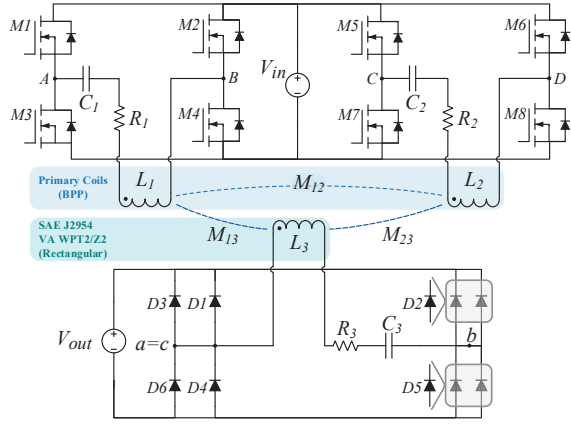 M1
M2
M5
M6
A
C1
B
Vin
C
C2
D
M3
R1
M4
M7
R2
M8
Primary Coils
(BPP)
L1
M12
L2
SAE J2954
VA WPT2/Z2
(Rectangular)
M13
L3
M23
D3
D1
D2
Vout
a=c
R3
C3
b
D6
D4
D5